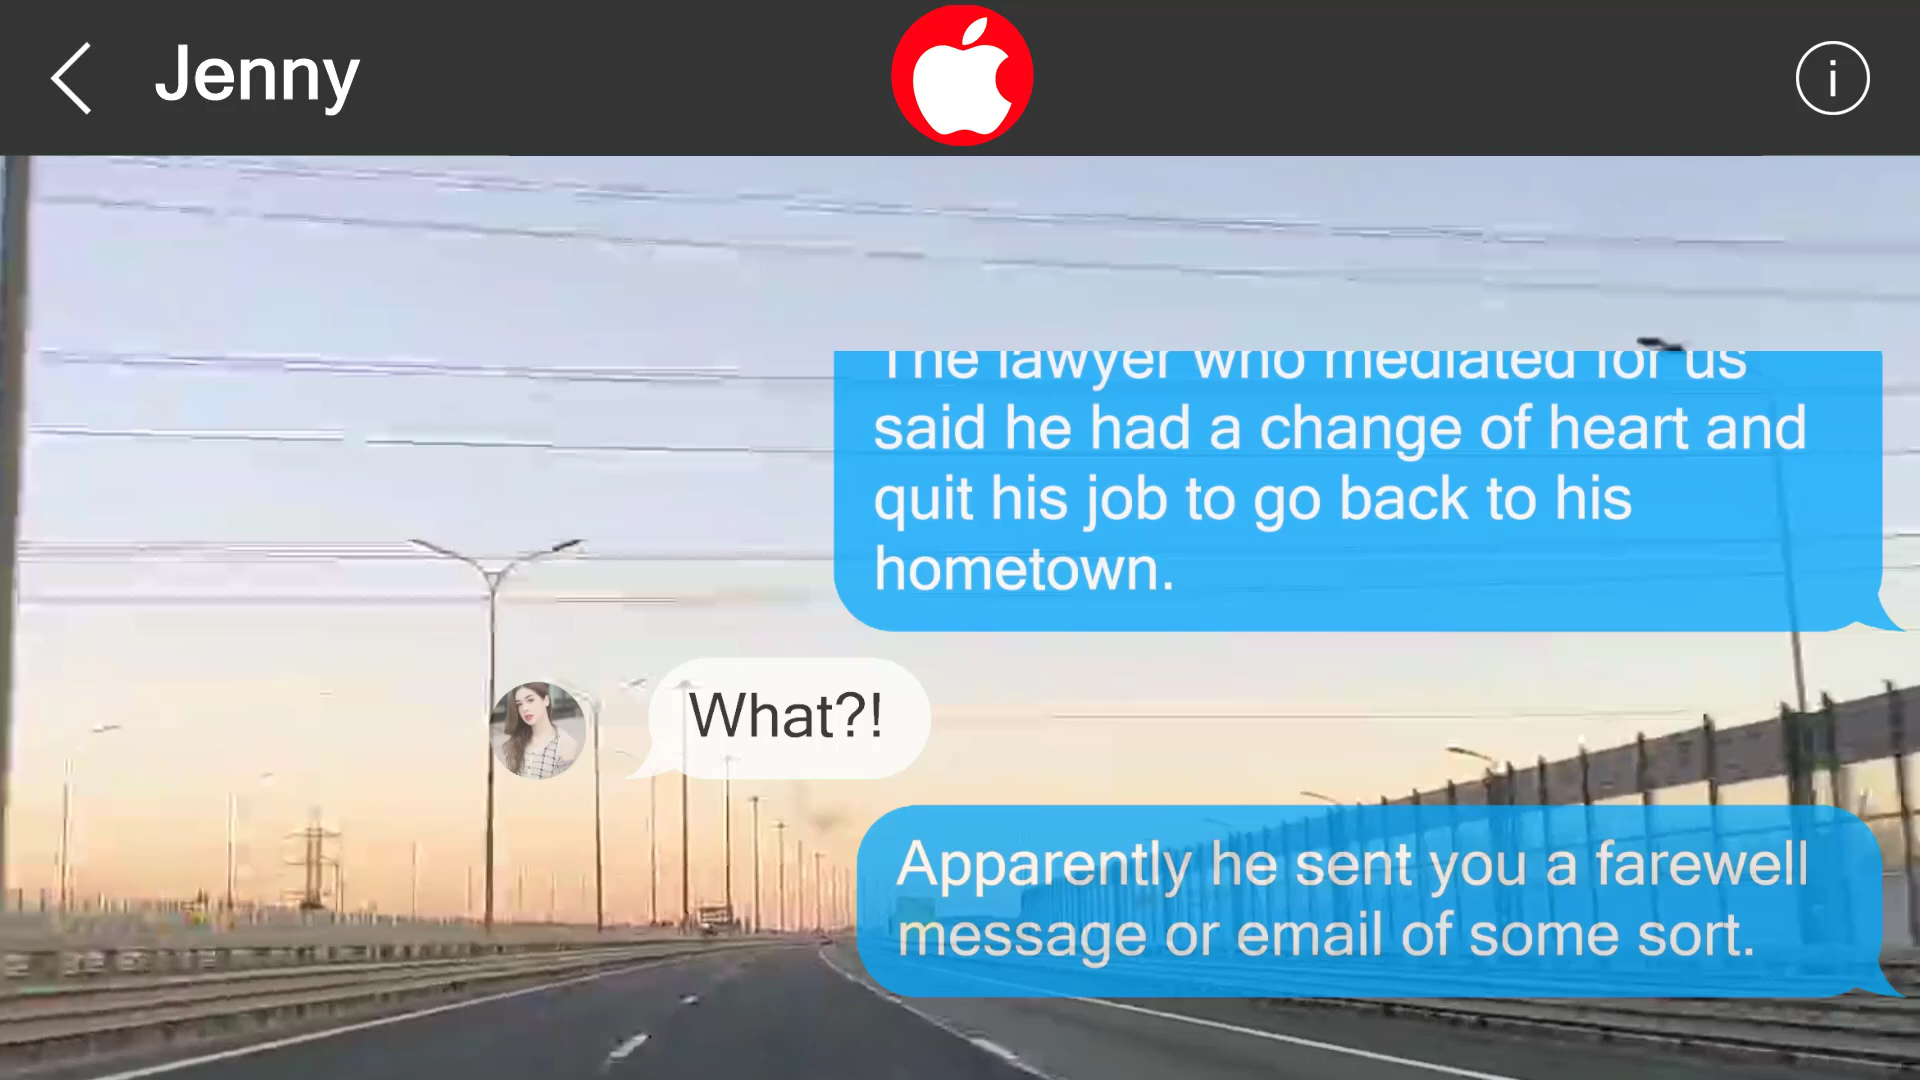 Jenny
The lawyer who mediated for us
said he had a change of heart and
quit his job to go back to his
hometown.
What?!
Apparently he sent you a farewell
message or email of some sort.